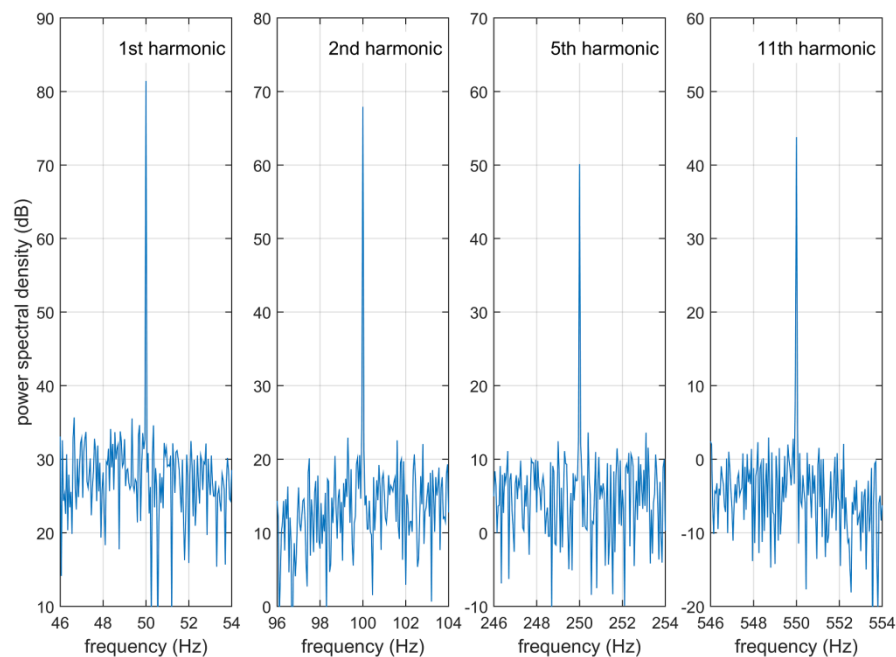 power spectral density (dB)
1st harmonic
90
80
70
60
50
40
30
20
10
46 48 50 52 54
frequency (Hz)
2nd harmonic
80
70
60
50
40
30
20
10
0
96 98 100 102 104
frequency (Hz)
5th harmonic
70
60
50
40
30
20
10
0
-10
246 248 250 252 254
frequency (Hz)
11th harmonic
60
50
40
30
20
10
0
-10
-20
546 548 550 552 554
frequency (Hz)